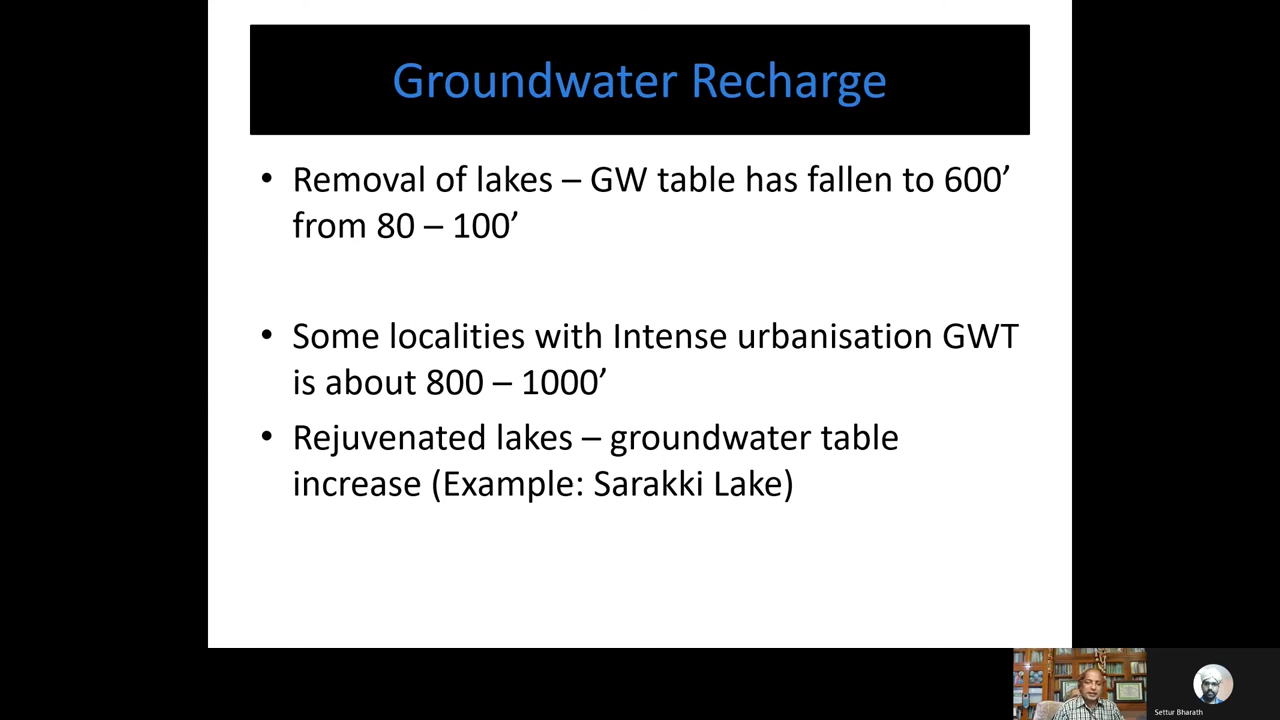 Groundwater Recharge
• Removal of lakes – GW table has fallen to 600’
from 80 – 100’
• Some localities with Intense urbanisation GWT
is about 800 – 1000’
• Rejuvenated lakes – groundwater table
increase (Example: Sarakki Lake)
Settur Bharath